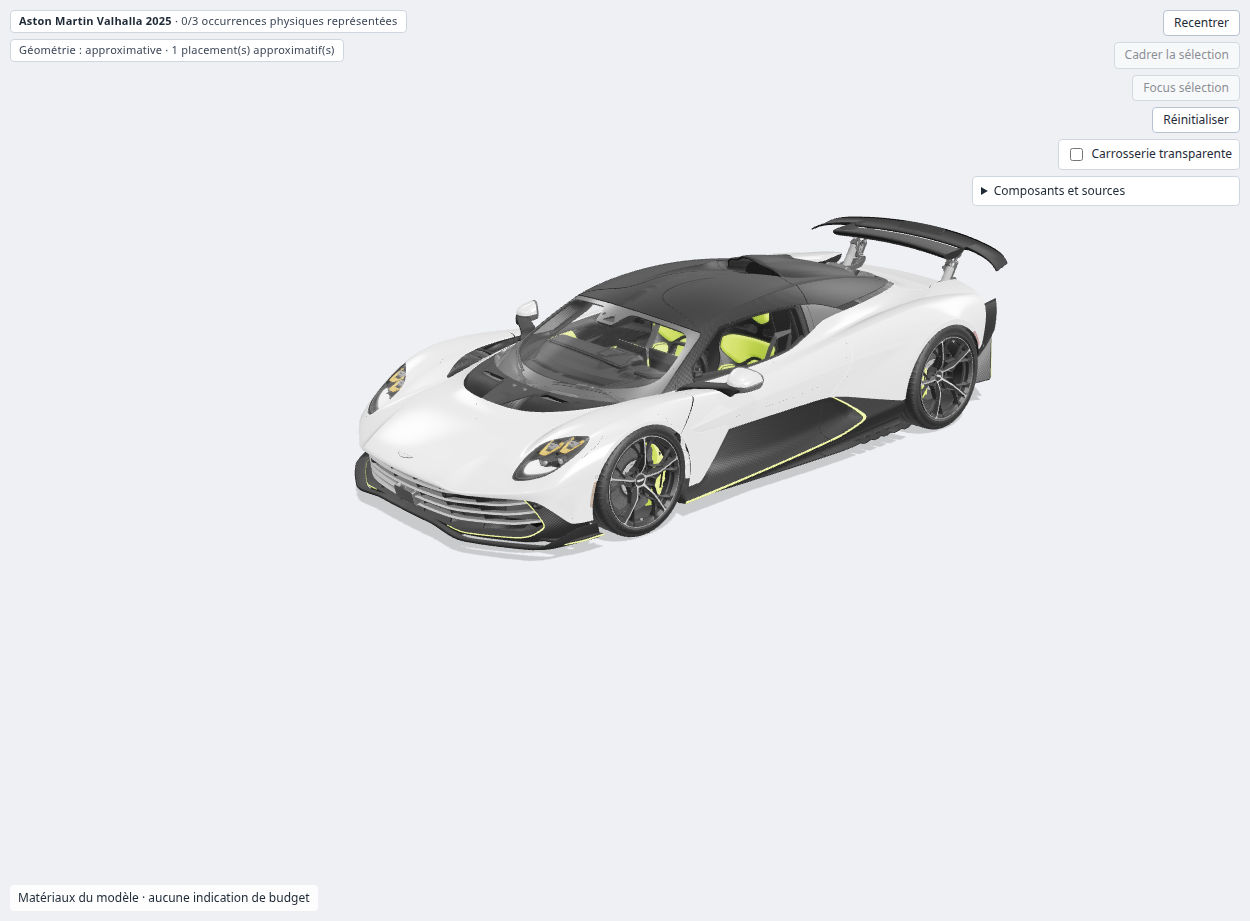 Aston Martin Valhalla 2025 · 0/3 occurrences physiques représentées
Géométrie : approximative · 1 placement(s) approximatif(s)
Recentrer
Cadrer la sélection
Focus sélection
Réinitialiser
Carrosserie transparente
Composants et sources
Matériaux du modèle · aucune indication de budget